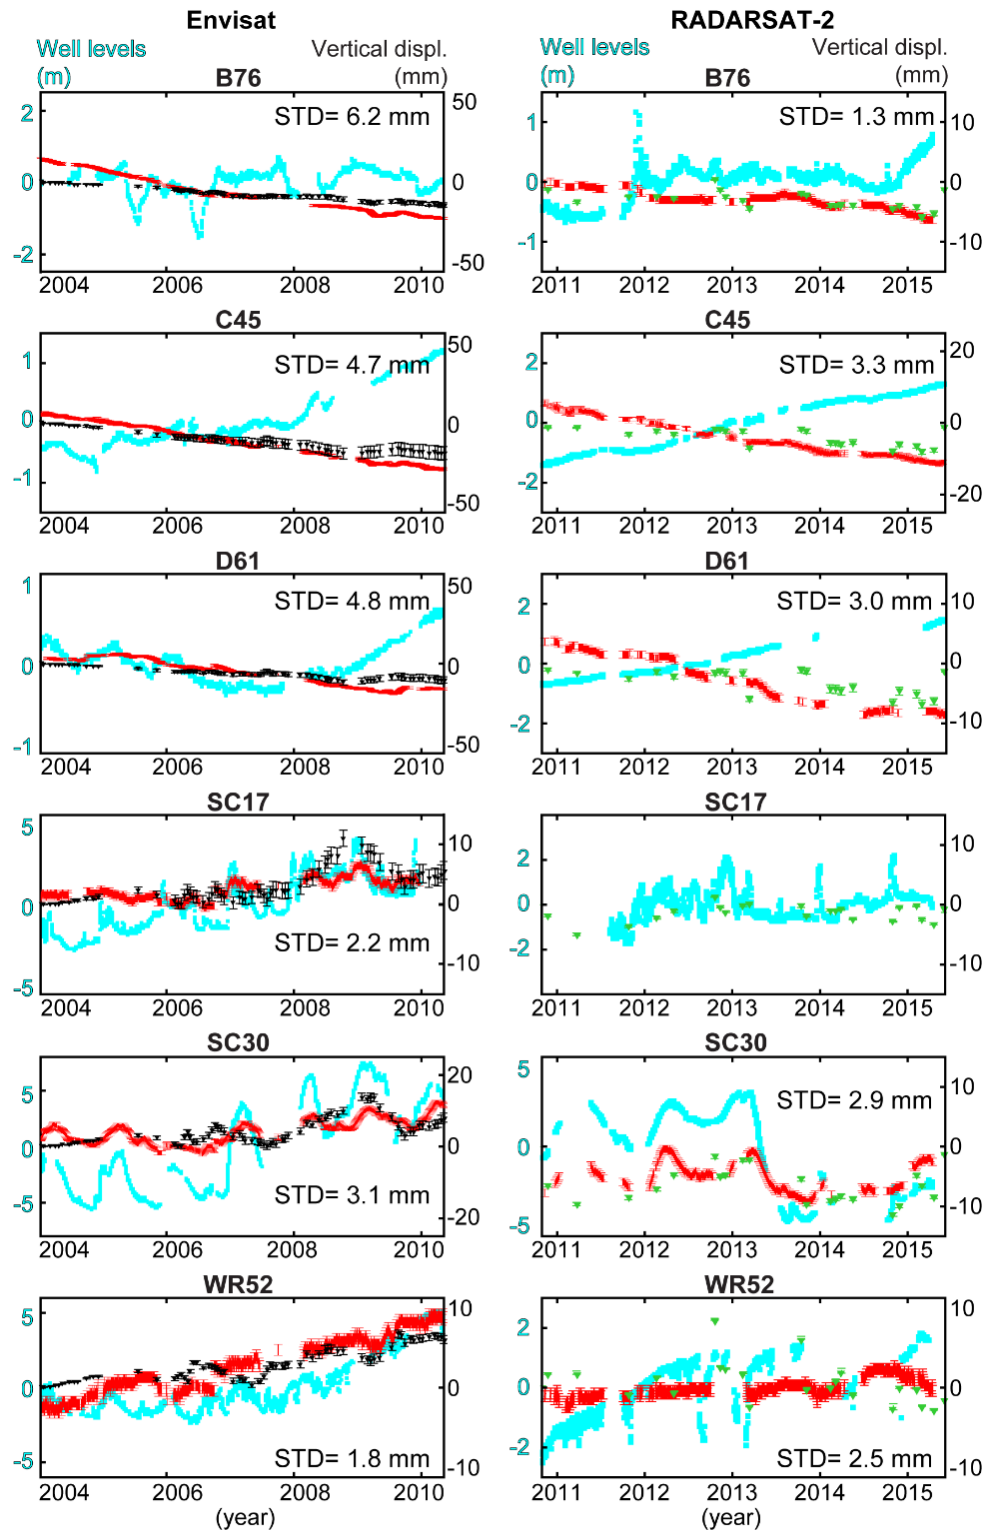 Envisat RADARSAT-2
Well levels Vertical displ. Well levels Vertical displ.
(m) (mm) (m) (mm)
B76 B76
2 50 1 10
STD= 6.2 mm STD= 1.3 mm
0 0 0 0
-2 -50 -1 -10
2004 2006 2008 2010 2011 2012 2013 2014 2015
C45 C45
1 50 2 20
STD= 4.7 mm STD= 3.3 mm
0 0 0 0
-1 -50 -2 -20
2004 2006 2008 2010 2011 2012 2013 2014 2015
D61 D61
1 50 2 10
STD= 4.8 mm STD= 3.0 mm
0 0 0 0
-1 -50 -2 -10
2004 2006 2008 2010 2011 2012 2013 2014 2015
SC17 SC17
5 10 2 10
0 0 0 0
STD= 2.2 mm
-5 -10 -2 -10
2004 2006 2008 2010 2011 2012 2013 2014 2015
SC30 SC30
5 20 5 10
STD= 2.9 mm
0 0 0 0
STD= 3.1 mm
-5 -20 -5 -10
2004 2006 2008 2010 2011 2012 2013 2014 2015
WR52 WR52
5 10 2 10
0 0 0 0
STD= 1.8 mm STD= 2.5 mm
-5 -10 -2 -10
2004 2006 2008 2010 2011 2012 2013 2014 2015
(year) (year)